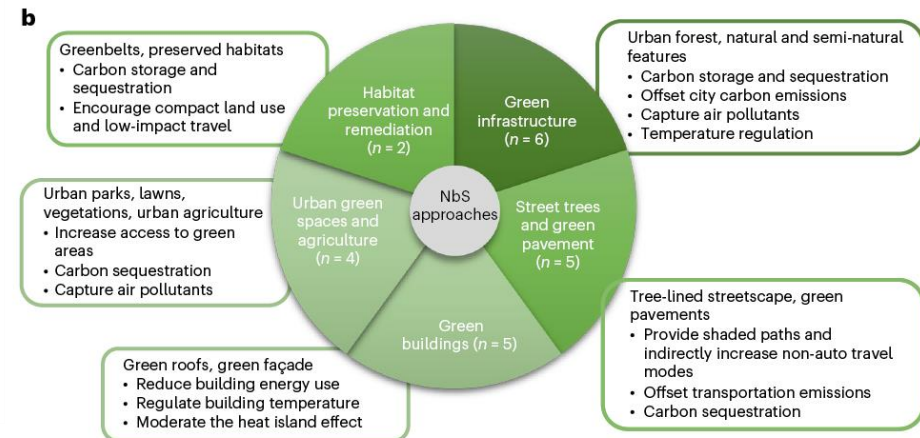 b
Greenbelts, preserved habitats
• Carbon storage and
sequestration
• Encourage compact land use
and low-impact travel
Urban forest, natural and semi-natural
features
• Carbon storage and sequestration
• Offset city carbon emissions
• Capture air pollutants
• Temperature regulation
Habitat
preservation and
remediation
(n = 2)
Green
infrastructure
(n = 6)
Urban parks, lawns,
vegetations, urban agriculture
• Increase access to green
areas
• Carbon sequestration
• Capture air pollutants
Urban green
spaces and
agriculture
(n = 4)
NbS
approaches
Street trees
and green
pavement
(n = 5)
Green
buildings (n = 5)
Tree-lined streetscape, green
pavements
• Provide shaded paths and
indirectly increase non-auto travel
modes
• Offset transportation emissions
• Carbon sequestration
Green roofs, green façade
• Reduce building energy use
• Regulate building temperature
• Moderate the heat island effect